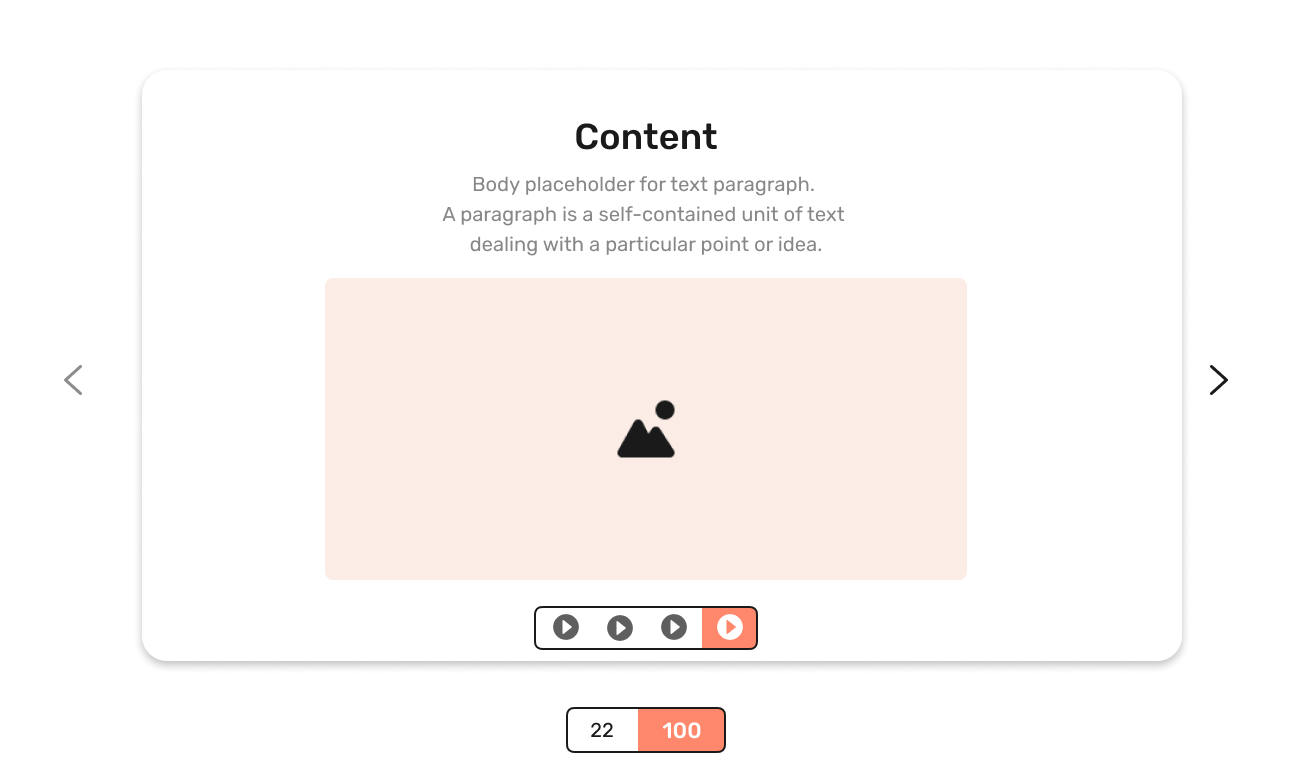 Content
Body placeholder for text paragraph.
A paragraph is a self-contained unit of text
dealing with a particular point or idea.
22 100